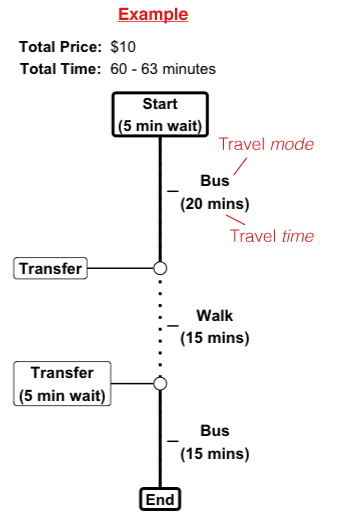 Example
Total Price: $10
Total Time: 60 - 63 minutes
Start
(5 min wait)
Travel mode
Bus
(20 mins)
Travel time
Transfer
Walk
(15 mins)
Transfer
(5 min wait)
Bus
(15 mins)
End